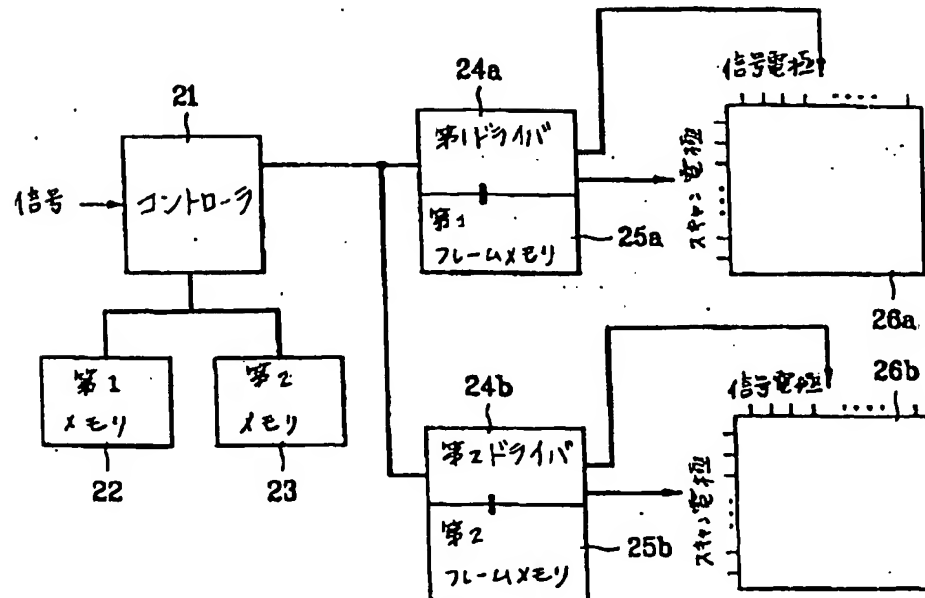 21
信号
コントローラ
第1
メモリ
22
第2
メモリ
23
24a
第1ドライバ
第1
フレームメモリ
25a
信号電極
スキャン電極
26a
24b
第2ドライバ
第2
フレームメモリ
25b
信号電極
26b
スキャン電極